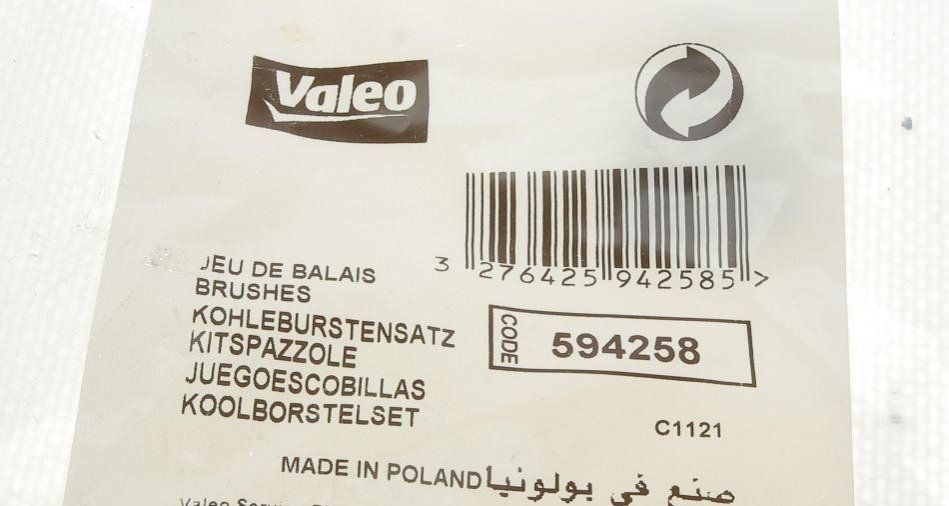 Valeo
3 276425 942585 >
JEU DE BALAIS
BRUSHES
KOHLEBURSTENSATZ
KITSPAZZOLE
JUEGOESCOBILLAS
KOOLBORSTELSET
CODE 594258
C1121
MADE IN POLAND صنع في بولونيا
Valeo